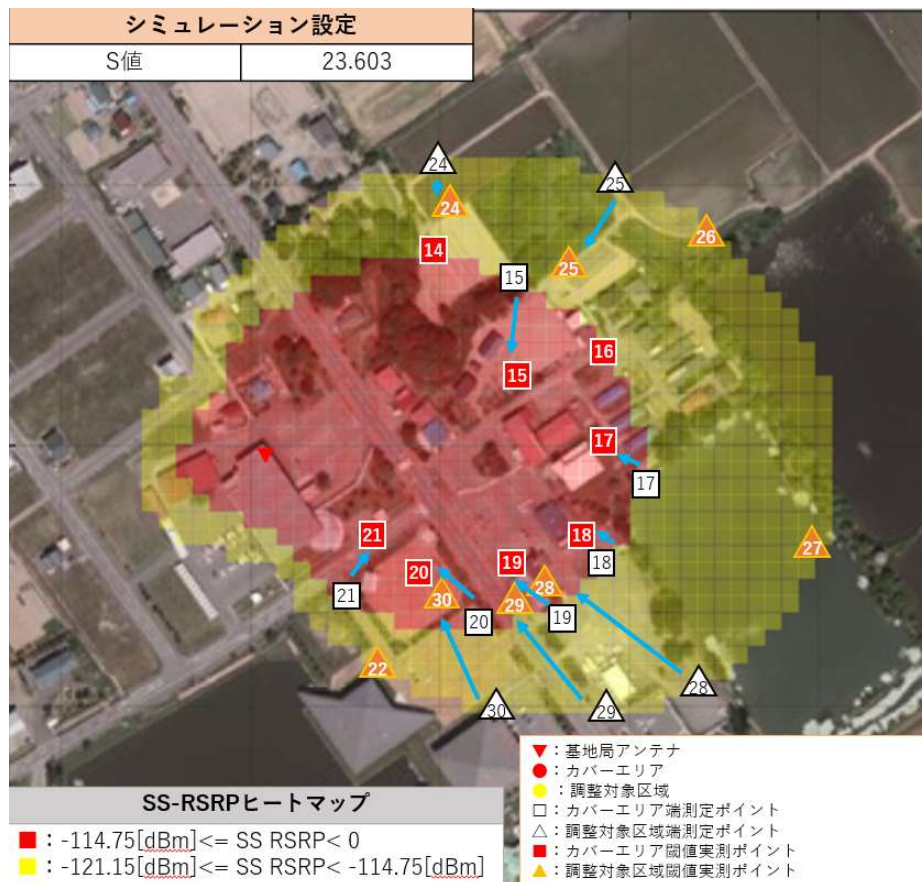 シミュレーション設定
S値 23.603
24
24
25
26
14
25
15
16
15
17
17
21
18
27
20
19
18
28
21
30
29
19
20
22
28
30
29
SS-RSRPヒートマップ
■：-114.75[dBm]<= SS RSRP< 0
■：-121.15[dBm]<= SS RSRP< -114.75[dBm]
▼：基地局アンテナ
●：カバーエリア
●：調整対象区域
□：カバーエリア端測定ポイント
△：調整対象区域端測定ポイント
■：カバーエリア閾値実測ポイント
▲：調整対象区域閾値実測ポイント